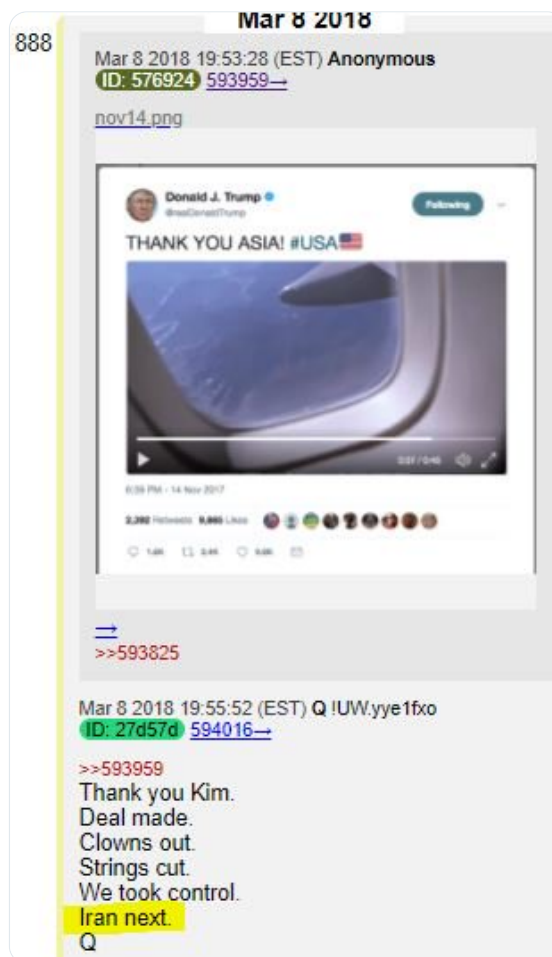 Mar 8 2018
888
Mar 8 2018 19:53:28 (EST) Anonymous
ID: 576924 593959→
nov14.png
Donald J. Trump
@realDonaldTrump
Following
THANK YOU ASIA! #USA
6:39 PM - 14 Nov 2017
Retweets Likes
→
>>593825
Mar 8 2018 19:55:52 (EST) Q !UW.yye1fxo
ID: 27d57d 594016→
>>593959
Thank you Kim.
Deal made.
Clowns out.
Strings cut.
We took control.
Iran next.
Q